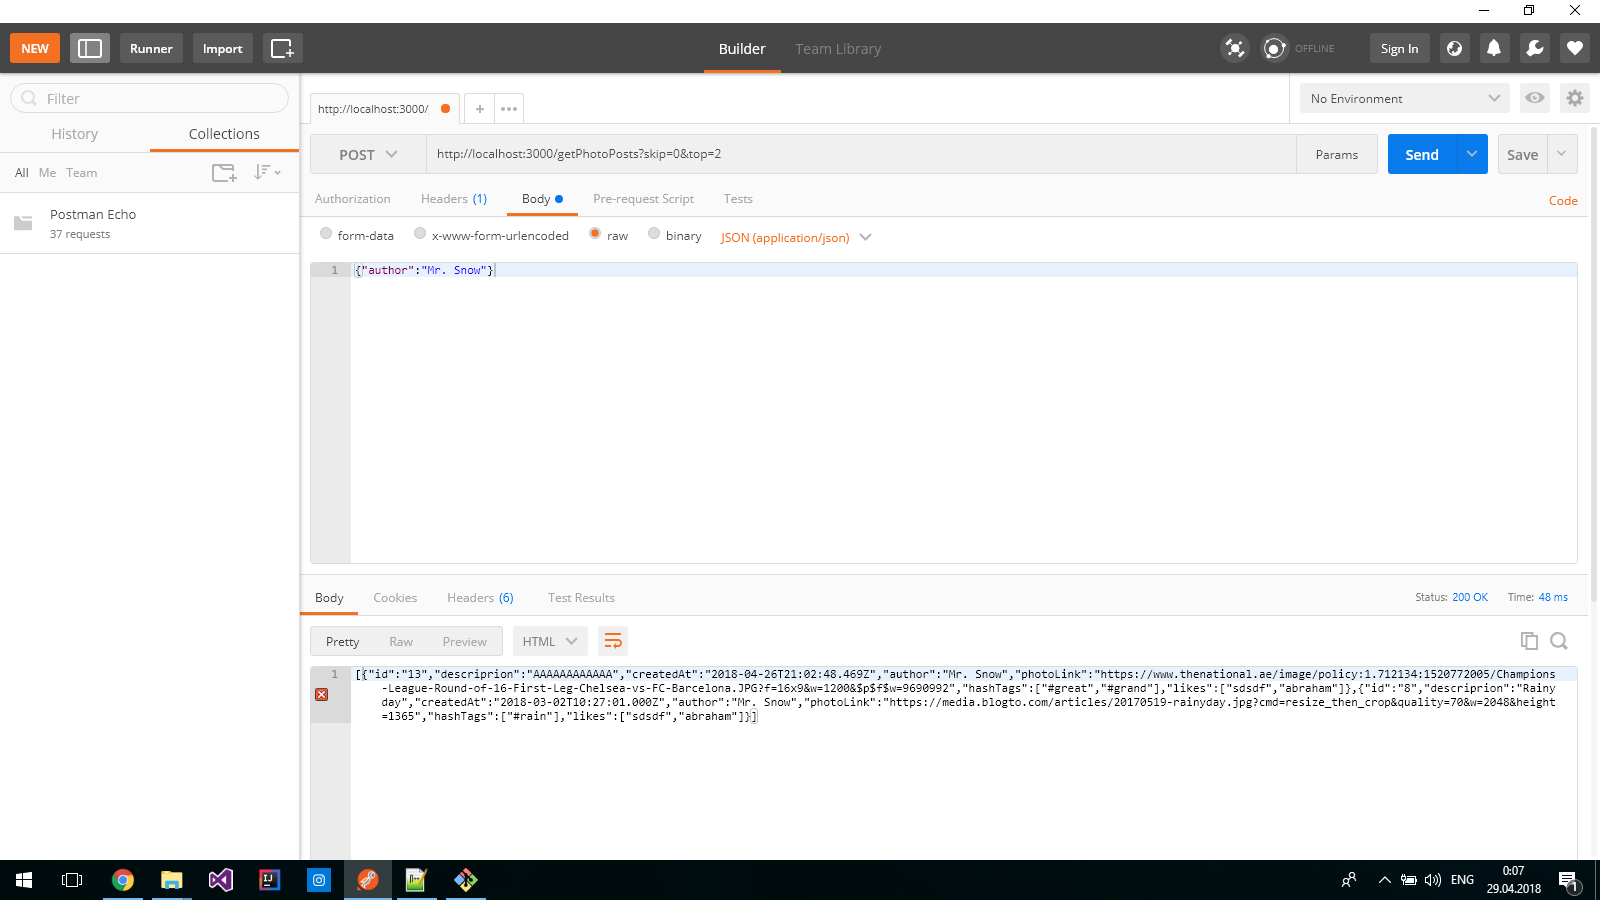 NEW
Runner
Import
Builder
Team Library
OFFLINE
Sign In
Filter
History
Collections
All Me Team
Postman Echo
37 requests
http://localhost:3000/
No Environment
POST
http://localhost:3000/getPhotoPosts?skip=0&top=2
Params
Send
Save
Authorization
Headers (1)
Body
Pre-request Script
Tests
Code
form-data
x-www-form-urlencoded
raw
binary
JSON (application/json)
1
{"author":"Mr. Snow"}
Body
Cookies
Headers (6)
Test Results
Status: 200 OK
Time: 48 ms
Pretty
Raw
Preview
HTML
1
[{"id":"13","descriprion":"AAAAAAAAAAAA","createdAt":"2018-04-26T21:02:48.469Z","author":"Mr. Snow","photoLink":"https://www.thenational.ae/image/policy:1.712134:1520772005/Champions
-League-Round-of-16-First-Leg-Chelsea-vs-FC-Barcelona.JPG?f=16x9&w=1200&$p$f$w=9690992","hashTags":["#great","#grand"],"likes":["sdsdf","abraham"]},{"id":"8","descriprion":"Rainy
day","createdAt":"2018-03-02T10:27:01.000Z","author":"Mr. Snow","photoLink":"https://media.blogto.com/articles/20170519-rainyday.jpg?cmd=resize_then_crop&quality=70&w=2048&height
=1365","hashTags":["#rain"],"likes":["sdsdf","abraham"]}]
ENG
0:07
29.04.2018
1